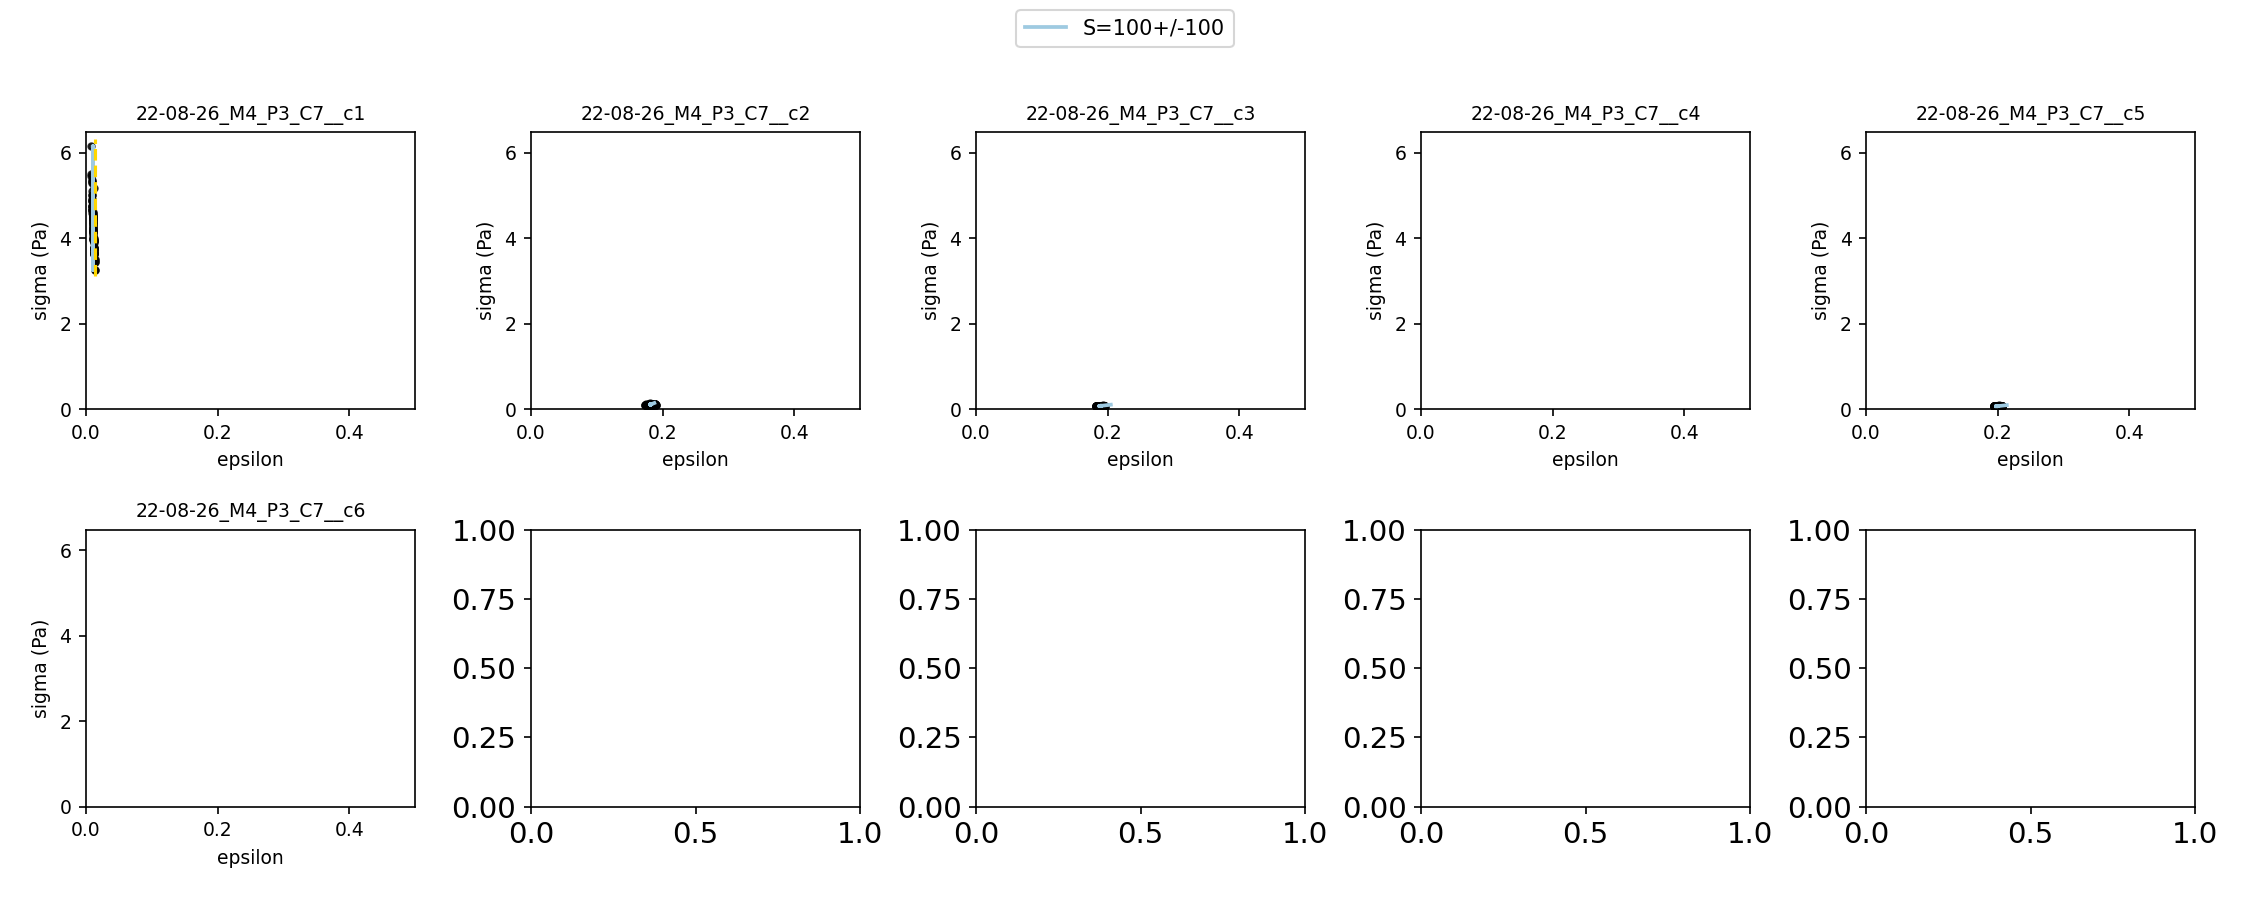 S=100+/-100
22-08-26_M4_P3_C7__c1
22-08-26_M4_P3_C7__c2
22-08-26_M4_P3_C7__c3
22-08-26_M4_P3_C7__c4
22-08-26_M4_P3_C7__c5
6 6 6 6 6
4 4 4 4 4
sigma (Pa) sigma (Pa) sigma (Pa) sigma (Pa) sigma (Pa)
2 2 2 2 2
0 0 0 0 0
0.0 0.2 0.4 0.0 0.2 0.4 0.0 0.2 0.4 0.0 0.2 0.4 0.0 0.2 0.4
epsilon epsilon epsilon epsilon epsilon
22-08-26_M4_P3_C7__c6
6 1.00 1.00 1.00 1.00
4 0.75 0.75 0.75 0.75
sigma (Pa) 0.50 0.50 0.50 0.50
2 0.25 0.25 0.25 0.25
0 0.00 0.00 0.00 0.00
0.0 0.2 0.4 0.0 0.5 1.0 0.0 0.5 1.0 0.0 0.5 1.0 0.0 0.5 1.0
epsilon